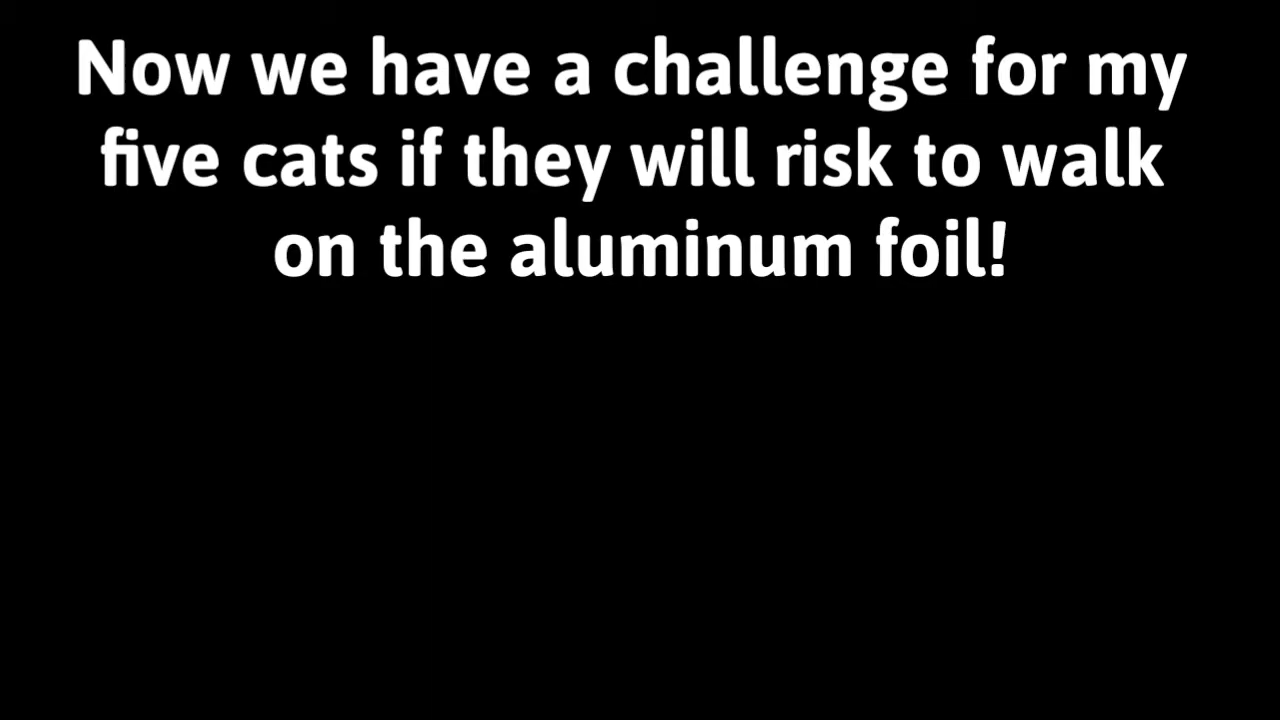 Now we have a challenge for my
five cats if they will risk to walk
on the aluminum foil!